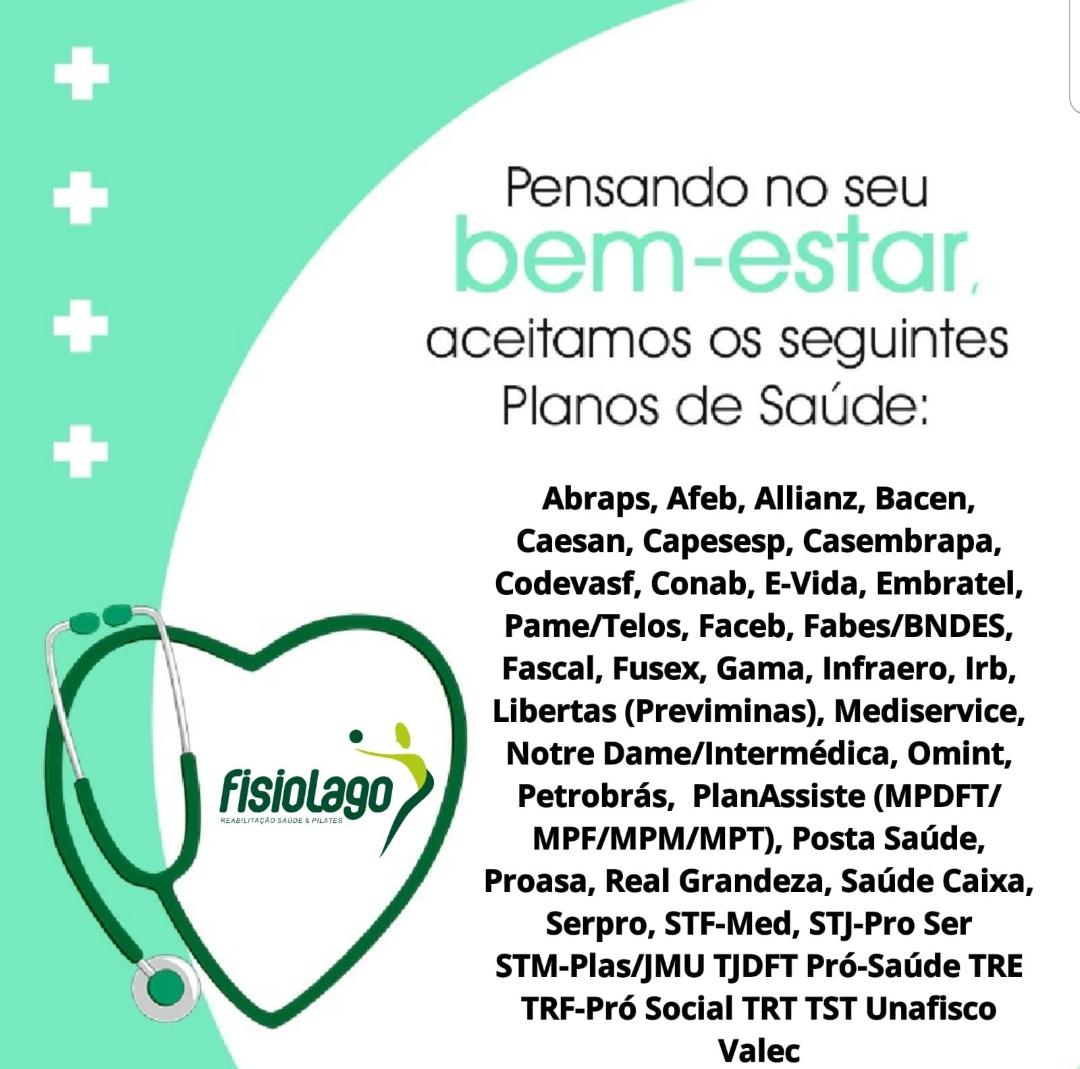 Pensando no seu
bem-estar,
aceitamos os seguintes
Planos de Saúde:
Abraps, Afeb, Allianz, Bacen,
Caesan, Capesesp, Casembrapa,
Codevasf, Conab, E-Vida, Embratel,
Pame/Telos, Faceb, Fabes/BNDES,
Fascal, Fusex, Gama, Infraero, Irb,
Libertas (Previminas), Mediservice,
Notre Dame/Intermédica, Omint,
Petrobrás, PlanAssiste (MPDFT/
MPF/MPM/MPT), Posta Saúde,
Proasa, Real Grandeza, Saúde Caixa,
Serpro, STF-Med, STJ-Pro Ser
STM-Plas/JMU TJDFT Pró-Saúde TRE
TRF-Pró Social TRT TST Unafisco
Valec
fisiolago
REABILITAÇÃO SAÚDE & PILATES